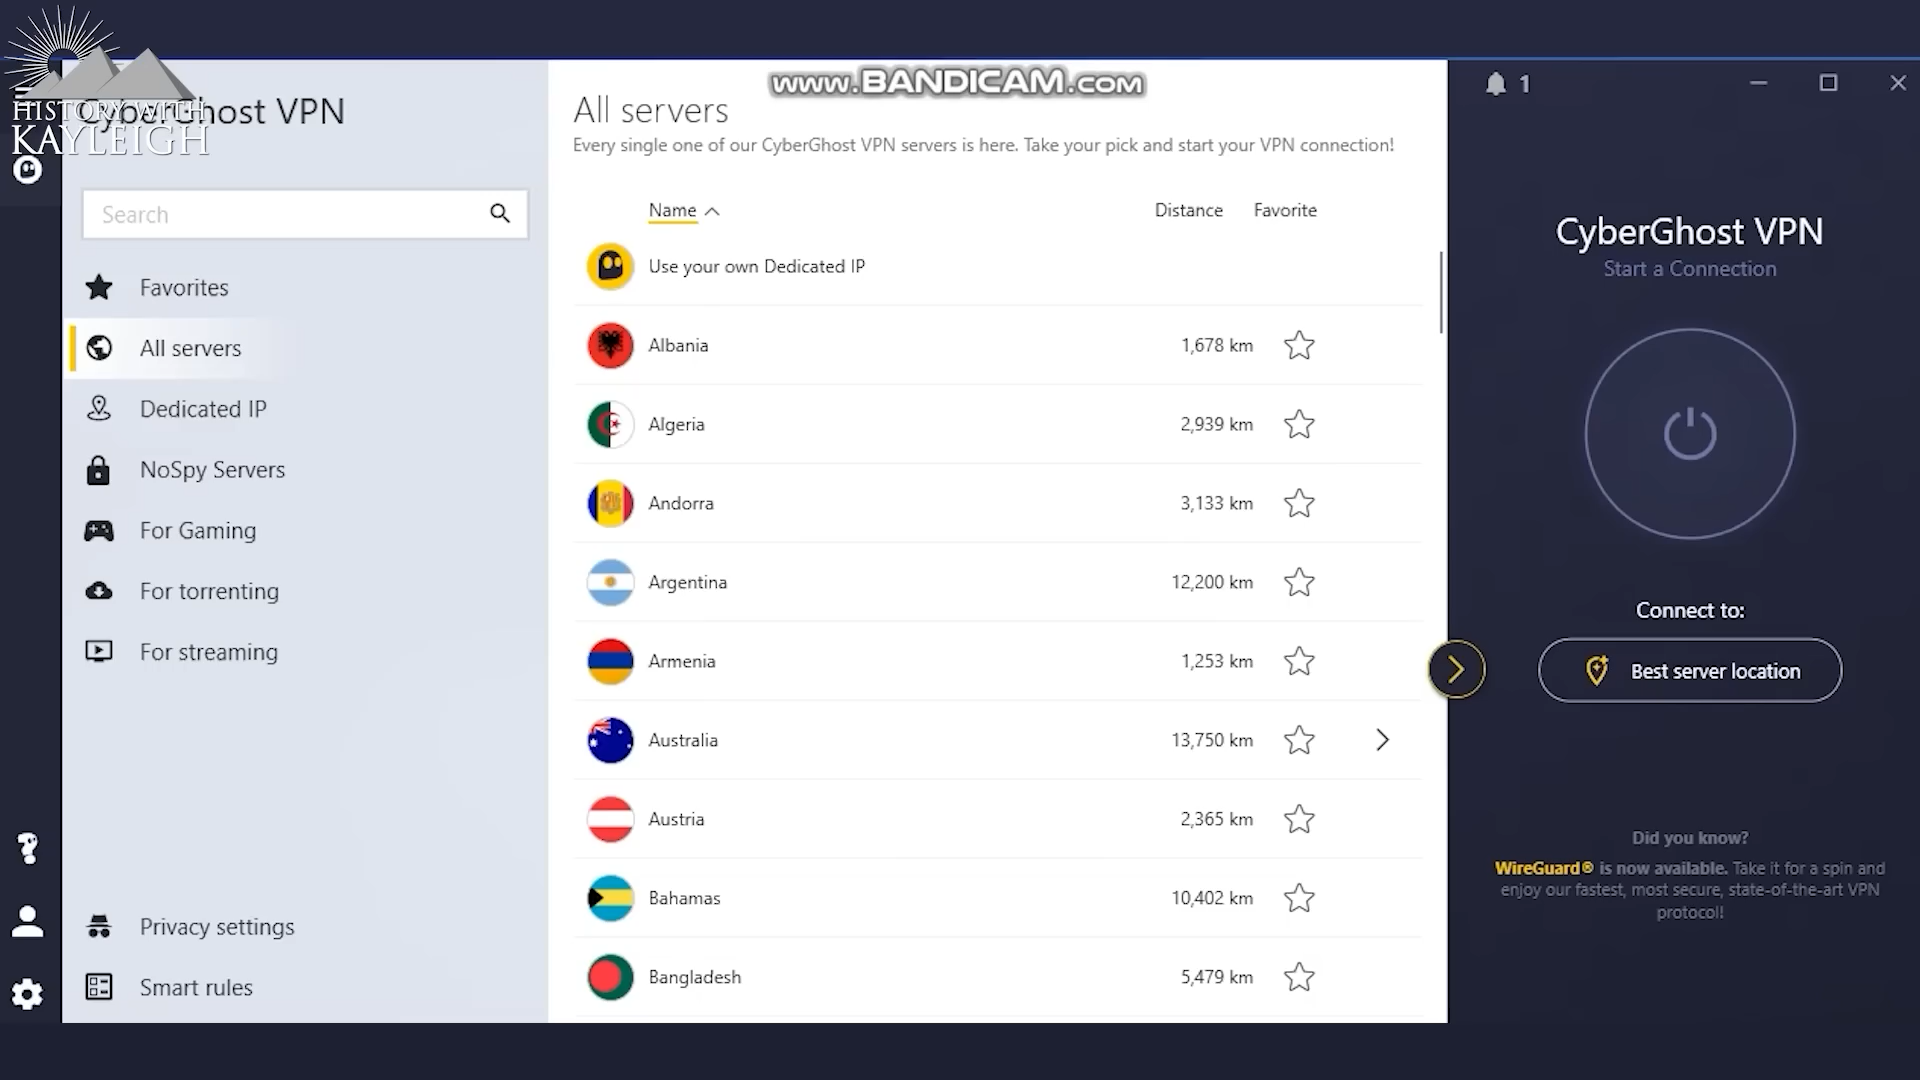 www.BANDICAM.com
HISTORY WITH
KAYLEIGH
CyberGhost VPN
Search
Favorites
All servers
Dedicated IP
NoSpy Servers
For Gaming
For torrenting
For streaming
Privacy settings
Smart rules
All servers
Every single one of our CyberGhost VPN servers is here. Take your pick and start your VPN connection!
Name Distance Favorite
Use your own Dedicated IP
Albania 1,678 km
Algeria 2,939 km
Andorra 3,133 km
Argentina 12,200 km
Armenia 1,253 km
Australia 13,750 km
Austria 2,365 km
Bahamas 10,402 km
Bangladesh 5,479 km
1
CyberGhost VPN
Start a Connection
Connect to:
Best server location
Did you know?
WireGuard® is now available. Take it for a spin and
enjoy our fastest, most secure, state-of-the-art VPN
protocol!